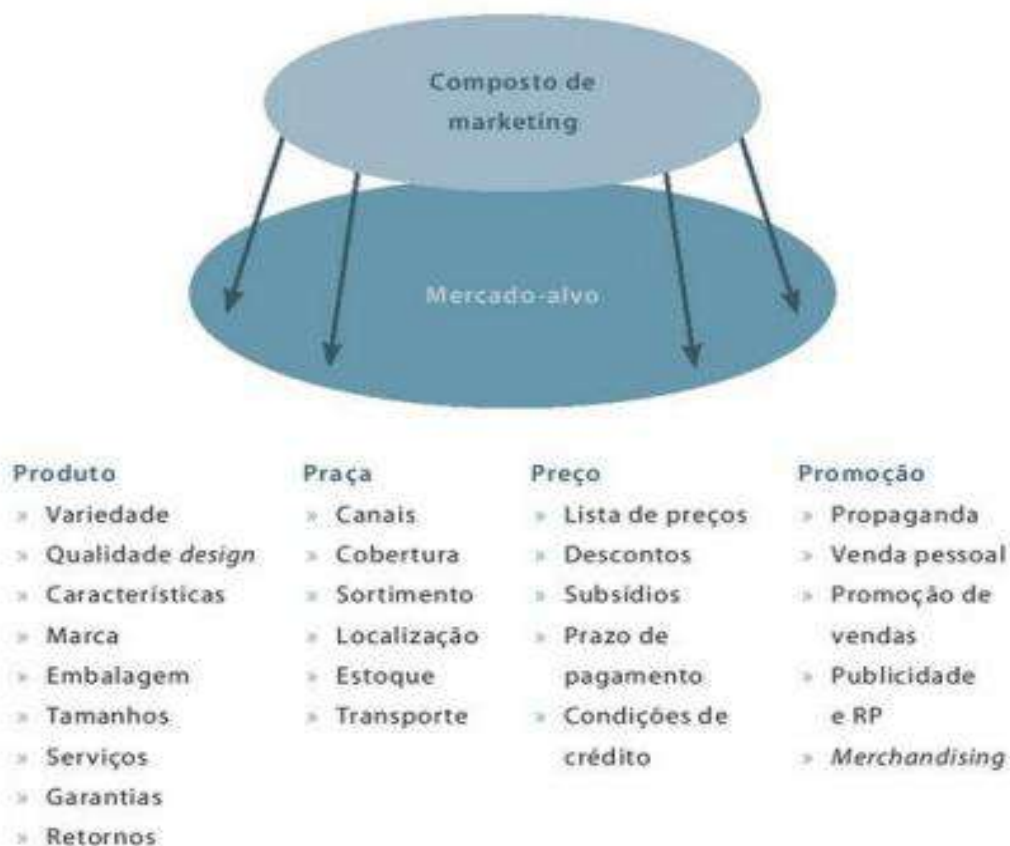 Composto de
marketing
Mercado-alvo
Produto
» Variedade
» Qualidade design
» Características
» Marca
» Embalagem
» Tamanhos
» Serviços
» Garantias
» Retornos
Praça
» Canais
» Cobertura
» Sortimento
» Localização
» Estoque
» Transporte
Preço
» Lista de preços
» Descontos
» Subsídios
» Prazo de
pagamento
» Condições de
crédito
Promoção
» Propaganda
» Venda pessoal
» Promoção de
vendas
» Publicidade
e RP
» Merchandising